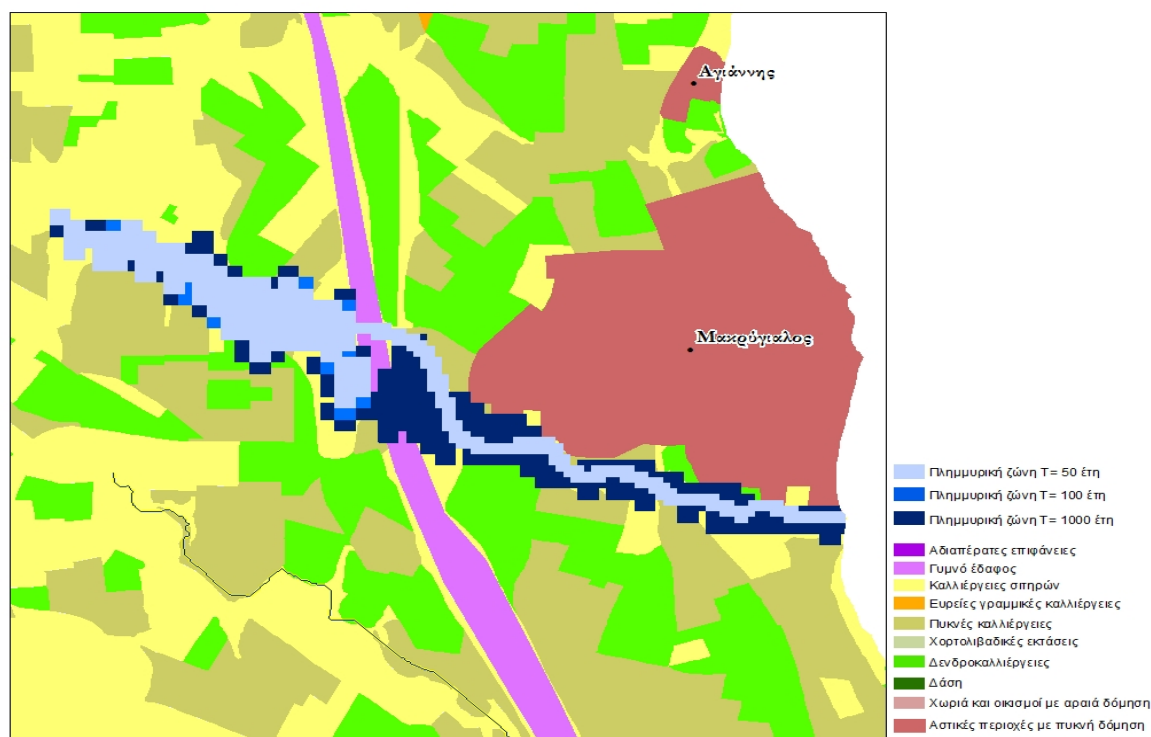 Αγιάννης
Μακρύγιαλος
Πλημμυρική ζώνη T= 50 έτη
Πλημμυρική ζώνη T= 100 έτη
Πλημμυρική ζώνη T= 1000 έτη
Αδιαπέρατες επιφάνειες
Γυμνό έδαφος
Καλλιέργειες σιτηρών
Ευρείες γραμμικές καλλιέργειες
Πυκνές καλλιέργειες
Χορτολιβαδικές εκτάσεις
Δενδροκαλλιέργειες
Δάση
Χωριά και οικισμοί με αραιά δόμηση
Αστικές περιοχές με πυκνή δόμηση